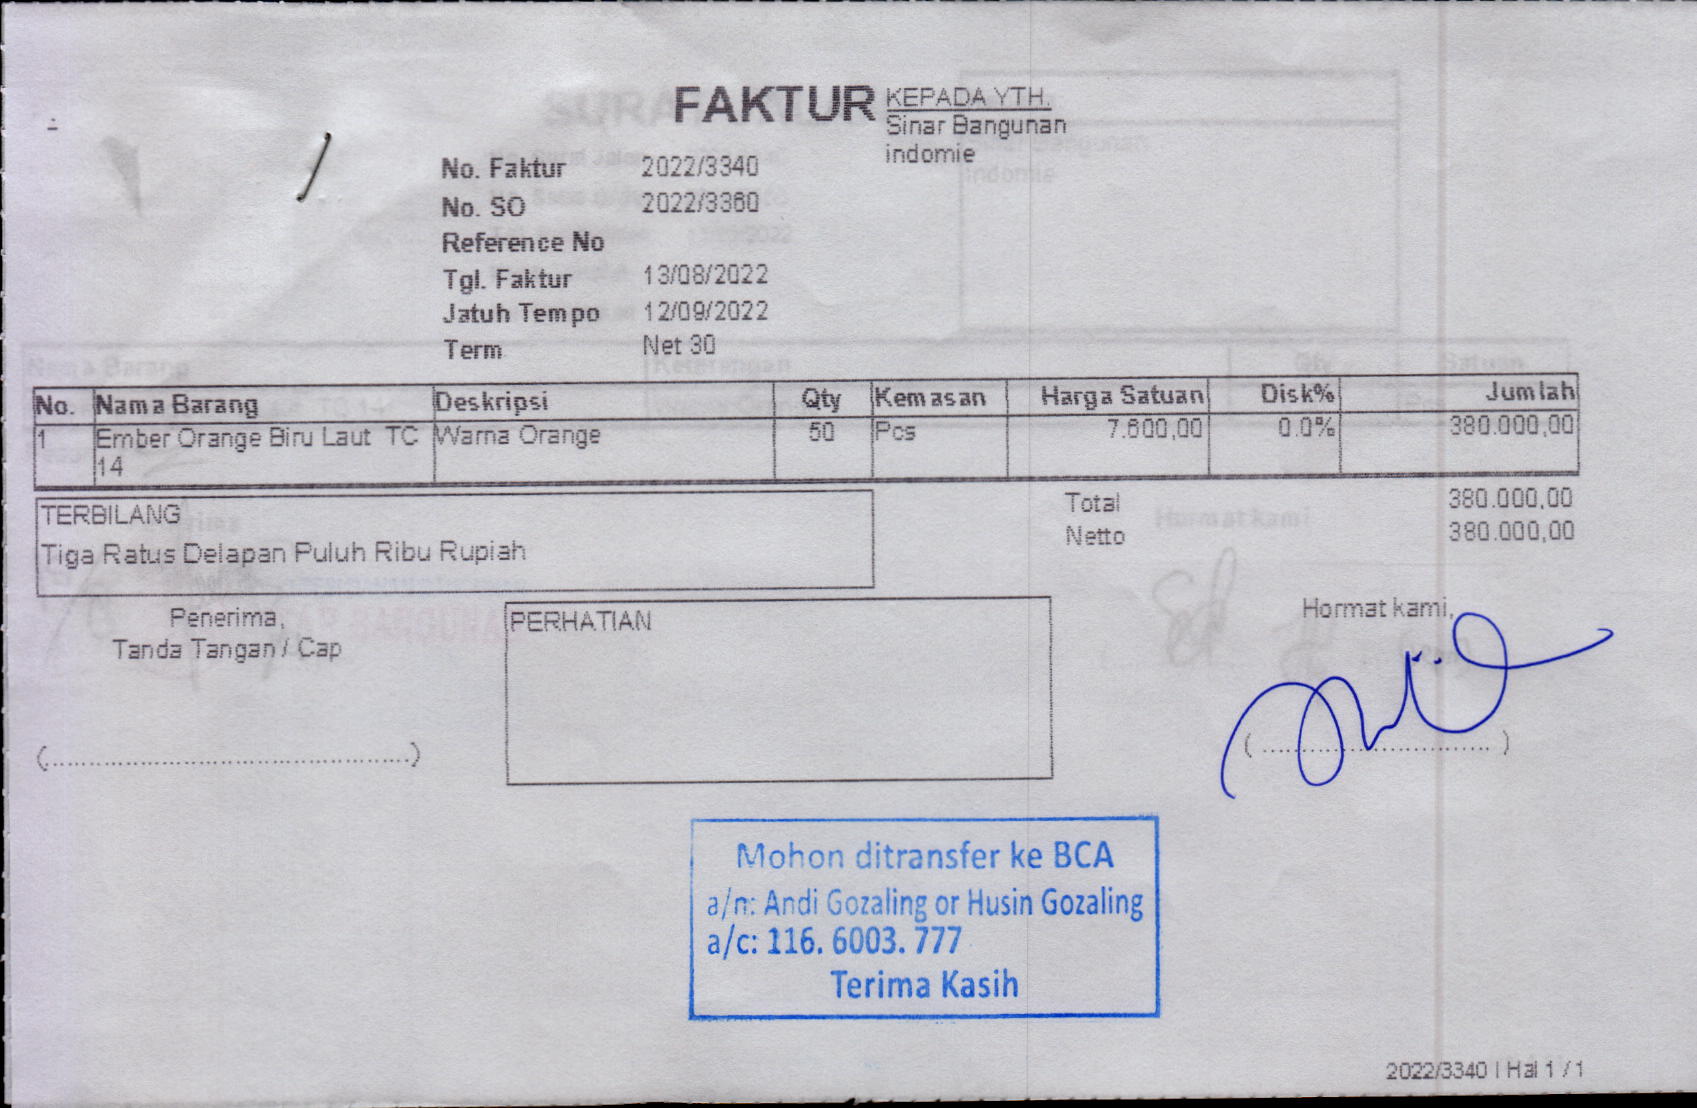 FAKTUR
KEPADA YTH.
Sinar Bangunan
indomie
No. Faktur 2022/3340
No. SO 2022/3360
Reference No
Tgl. Faktur 13/08/2022
Jatuh Tempo 12/09/2022
Term Net 30
No. Nama Barang Deskripsi Qty Kemasan Harga Satuan Disk% Jumlah
1 Ember Orange Biru Laut TC 14 Warna Orange 50 Pcs 7.600,00 0.0% 380.000,00
Total 380.000,00
Netto 380.000,00
TERBILANG
Tiga Ratus Delapan Puluh Ribu Rupiah
Penerima,
Tanda Tangan / Cap
PERHATIAN
Hormat kami,
(..............................................)
( .............................. )
Mohon ditransfer ke BCA
a/n: Andi Gozaling or Husin Gozaling
a/c: 116. 6003. 777
Terima Kasih
2022/3340 | Hal 1 / 1